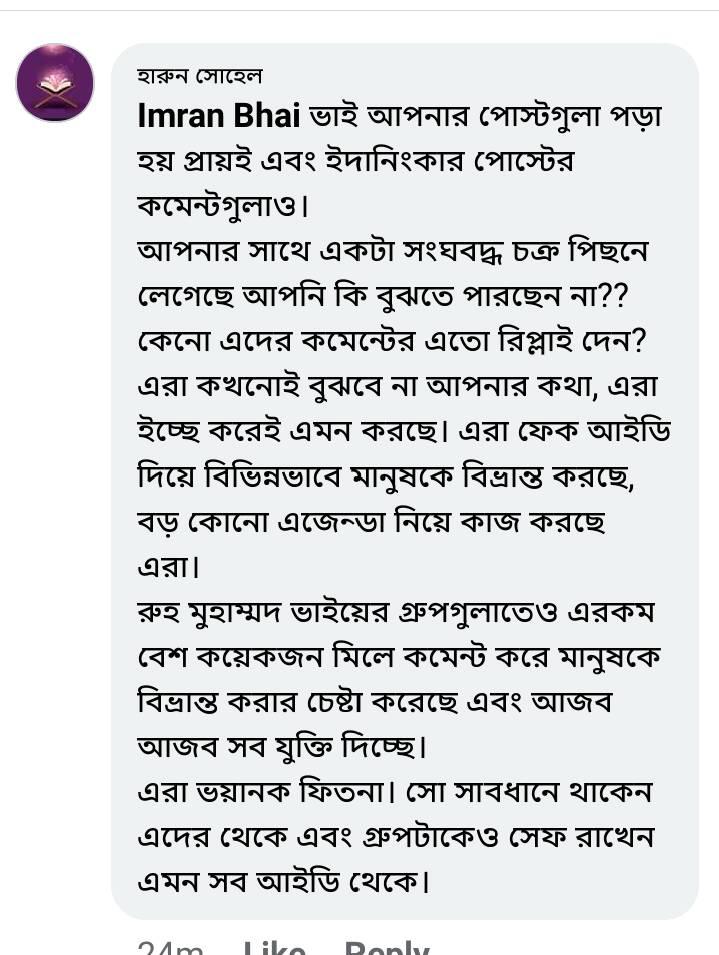 হারুন সোহেল
Imran Bhai ভাই আপনার পোস্টগুলা পড়া
হয় প্রায়ই এবং ইদানিংকার পোস্টের
কমেন্টগুলাও।
আপনার সাথে একটা সংঘবদ্ধ চক্র পিছনে
লেগেছে আপনি কি বুঝতে পারছেন না??
কেনো এদের কমেন্টের এতো রিপ্লাই দেন?
এরা কখনোই বুঝবে না আপনার কথা, এরা
ইচ্ছে করেই এমন করছে। এরা ফেক আইডি
দিয়ে বিভিন্নভাবে মানুষকে বিভ্রান্ত করছে,
বড় কোনো এজেন্ডা নিয়ে কাজ করছে
এরা।
রুহ মুহাম্মদ ভাইয়ের গ্রুপগুলাতেও এরকম
বেশ কয়েকজন মিলে কমেন্ট করে মানুষকে
বিভ্রান্ত করার চেষ্টা করেছে এবং আজব
আজব সব যুক্তি দিচ্ছে।
এরা ভয়ানক ফিতনা। সো সাবধানে থাকেন
এদের থেকে এবং গ্রুপটাকেও সেফ রাখেন
এমন সব আইডি থেকে।
24m Like Reply